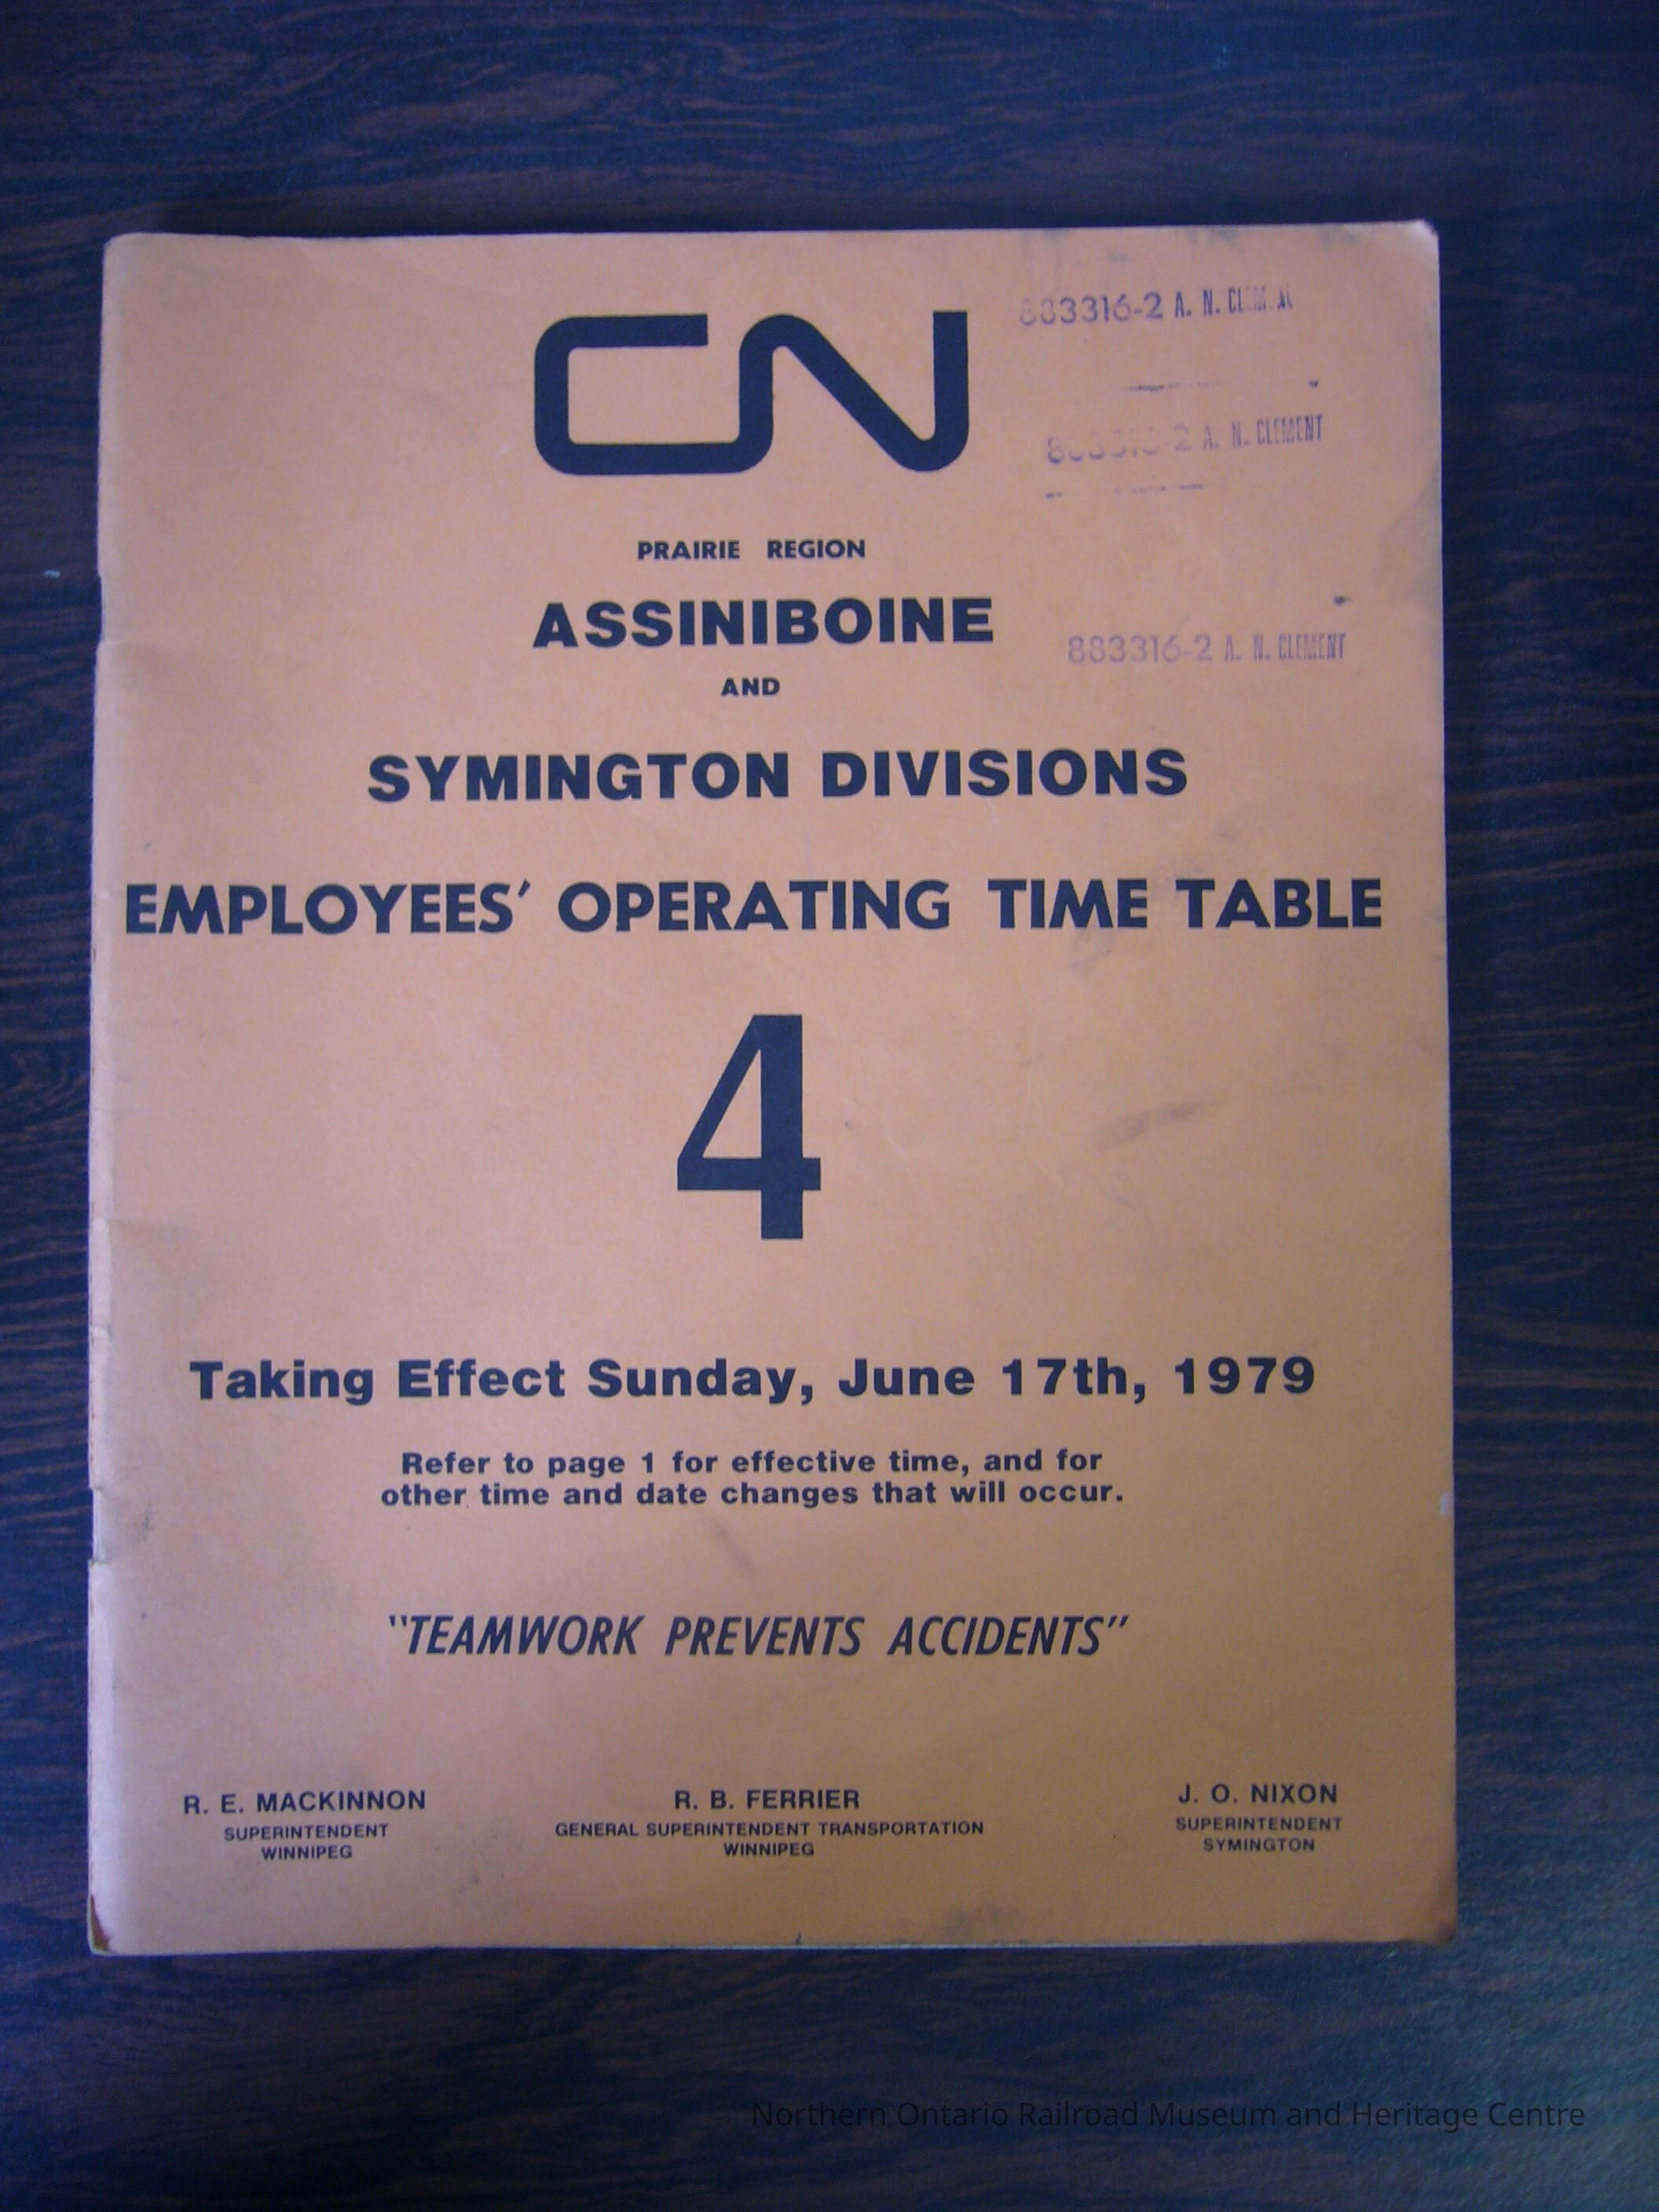 CN
883316-2 A. N.
A. N. CLEMENT
PRAIRIE REGION
ASSINIBOINE
883316-2 A. N. CLEMENT
AND
SYMINGTON DIVISIONS
EMPLOYEES' OPERATING TIME TABLE
4
Taking Effect Sunday, June 17th, 1979
Refer to page 1 for effective time, and for
other time and date changes that will occur.
"TEAMWORK PREVENTS ACCIDENTS"
R. E. MACKINNON
SUPERINTENDENT
WINNIPEG
R. B. FERRIER
GENERAL SUPERINTENDENT TRANSPORTATION
WINNIPEG
J. O. NIXON
SUPERINTENDENT
SYMINGTON
Northern Ontario Railroad Museum and Heritage Centre